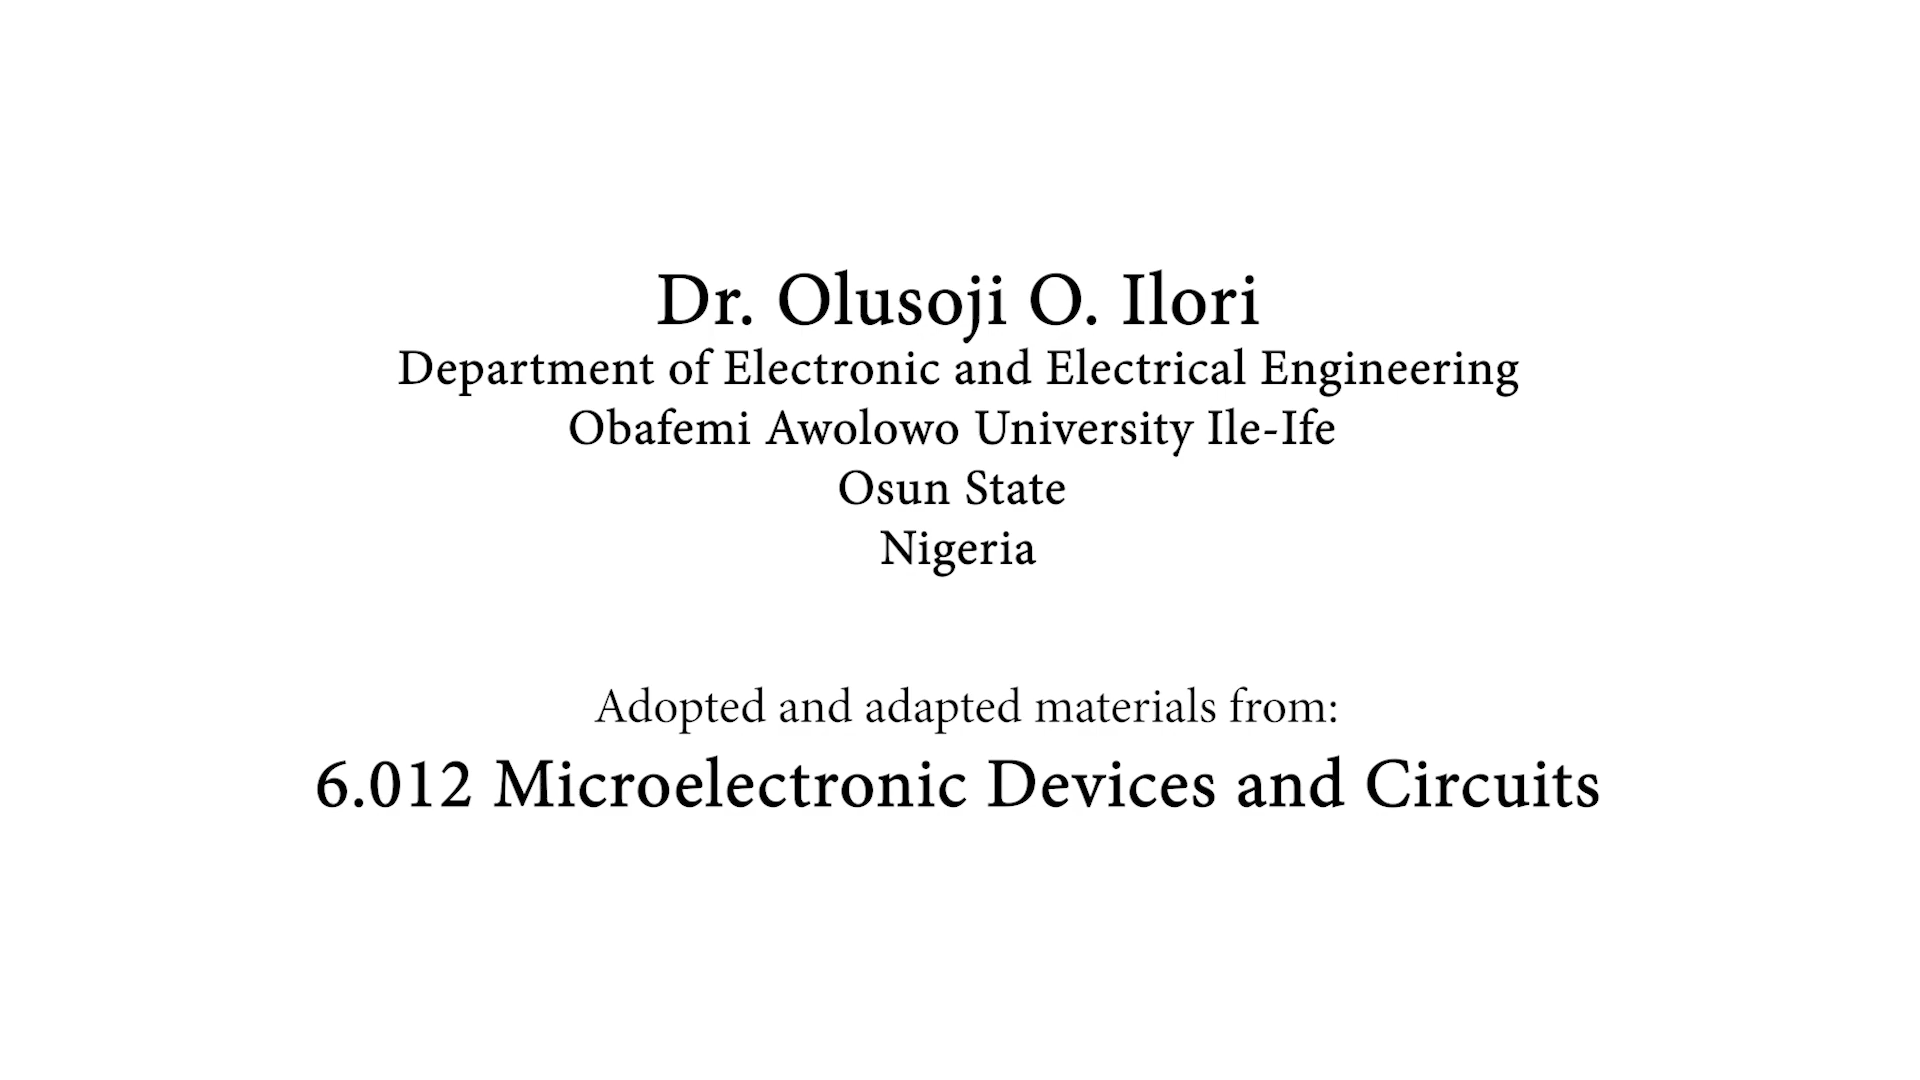 Dr. Olusoji O. Ilori
Department of Electronic and Electrical Engineering
Obafemi Awolowo University Ile-Ife
Osun State
Nigeria
Adopted and adapted materials from:
6.012 Microelectronic Devices and Circuits